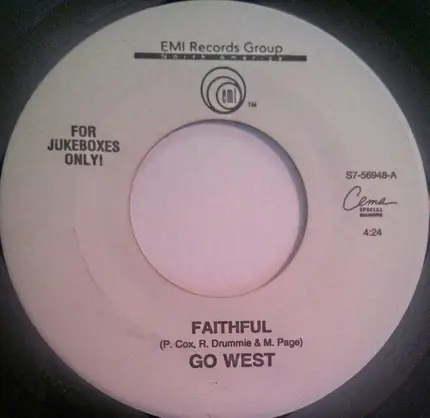 EMI Records Group
North America
emi
TM
FOR
JUKEBOXES
ONLY!
S7-56948-A
Cema
SPECIAL
MARKETS
4:24
FAITHFUL
(P. Cox, R. Drummie & M. Page)
GO WEST